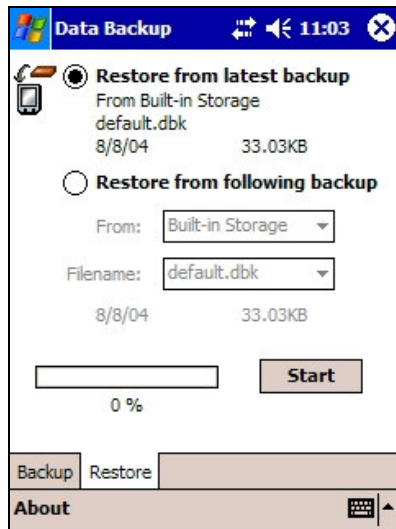 Data Backup 11:03
Restore from latest backup
From Built-in Storage
default.dbk
8/8/04 33.03KB
Restore from following backup
From: Built-in Storage
Filename: default.dbk
8/8/04 33.03KB
Start
0 %
Backup Restore
About